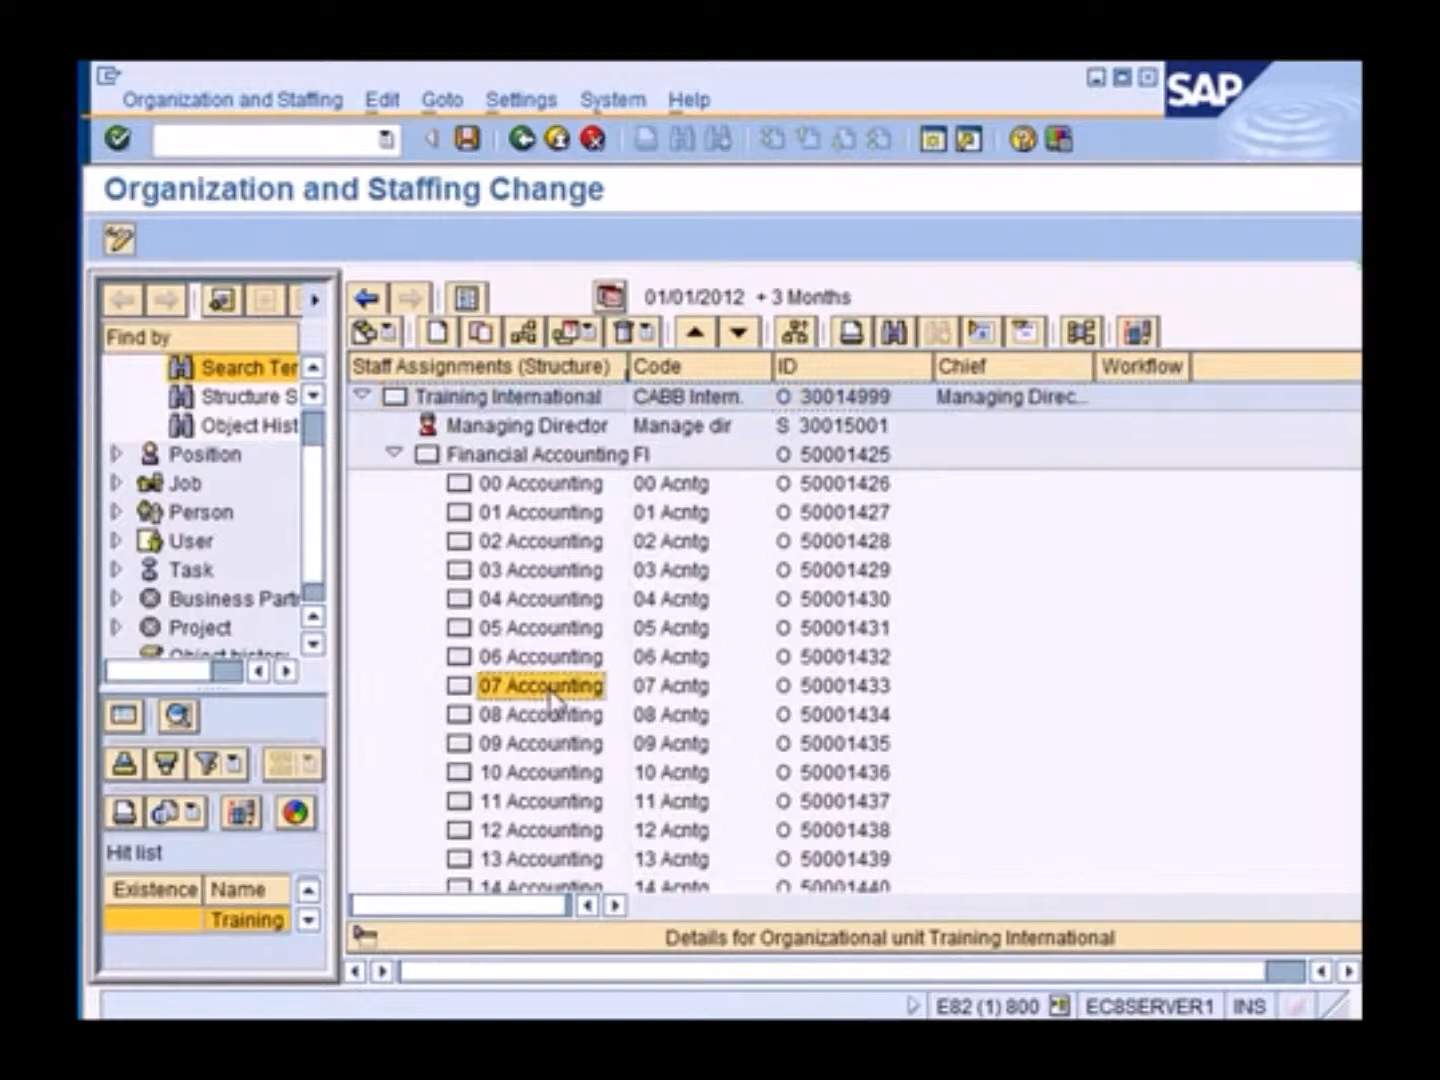 Organization and Staffing Edit Goto Settings System Help
SAP
Organization and Staffing Change
01/01/2012 + 3 Months
Find by
Search Ter
Structure S
Object Hist
Position
Job
Person
User
Task
Business Part
Project
Object history
Hit list
Existence Name
Training
Staff Assignments (Structure) Code ID Chief Workflow
Training International CABB Intern. O 30014999 Managing Direc...
Managing Director Manage dir S 30015001
Financial Accounting FI O 50001425
00 Accounting 00 Acntg O 50001426
01 Accounting 01 Acntg O 50001427
02 Accounting 02 Acntg O 50001428
03 Accounting 03 Acntg O 50001429
04 Accounting 04 Acntg O 50001430
05 Accounting 05 Acntg O 50001431
06 Accounting 06 Acntg O 50001432
07 Accounting 07 Acntg O 50001433
08 Accounting 08 Acntg O 50001434
09 Accounting 09 Acntg O 50001435
10 Accounting 10 Acntg O 50001436
11 Accounting 11 Acntg O 50001437
12 Accounting 12 Acntg O 50001438
13 Accounting 13 Acntg O 50001439
14 Accounting 14 Acntg O 50001440
Details for Organizational unit Training International
E82 (1) 800 EC8SERVER1 INS